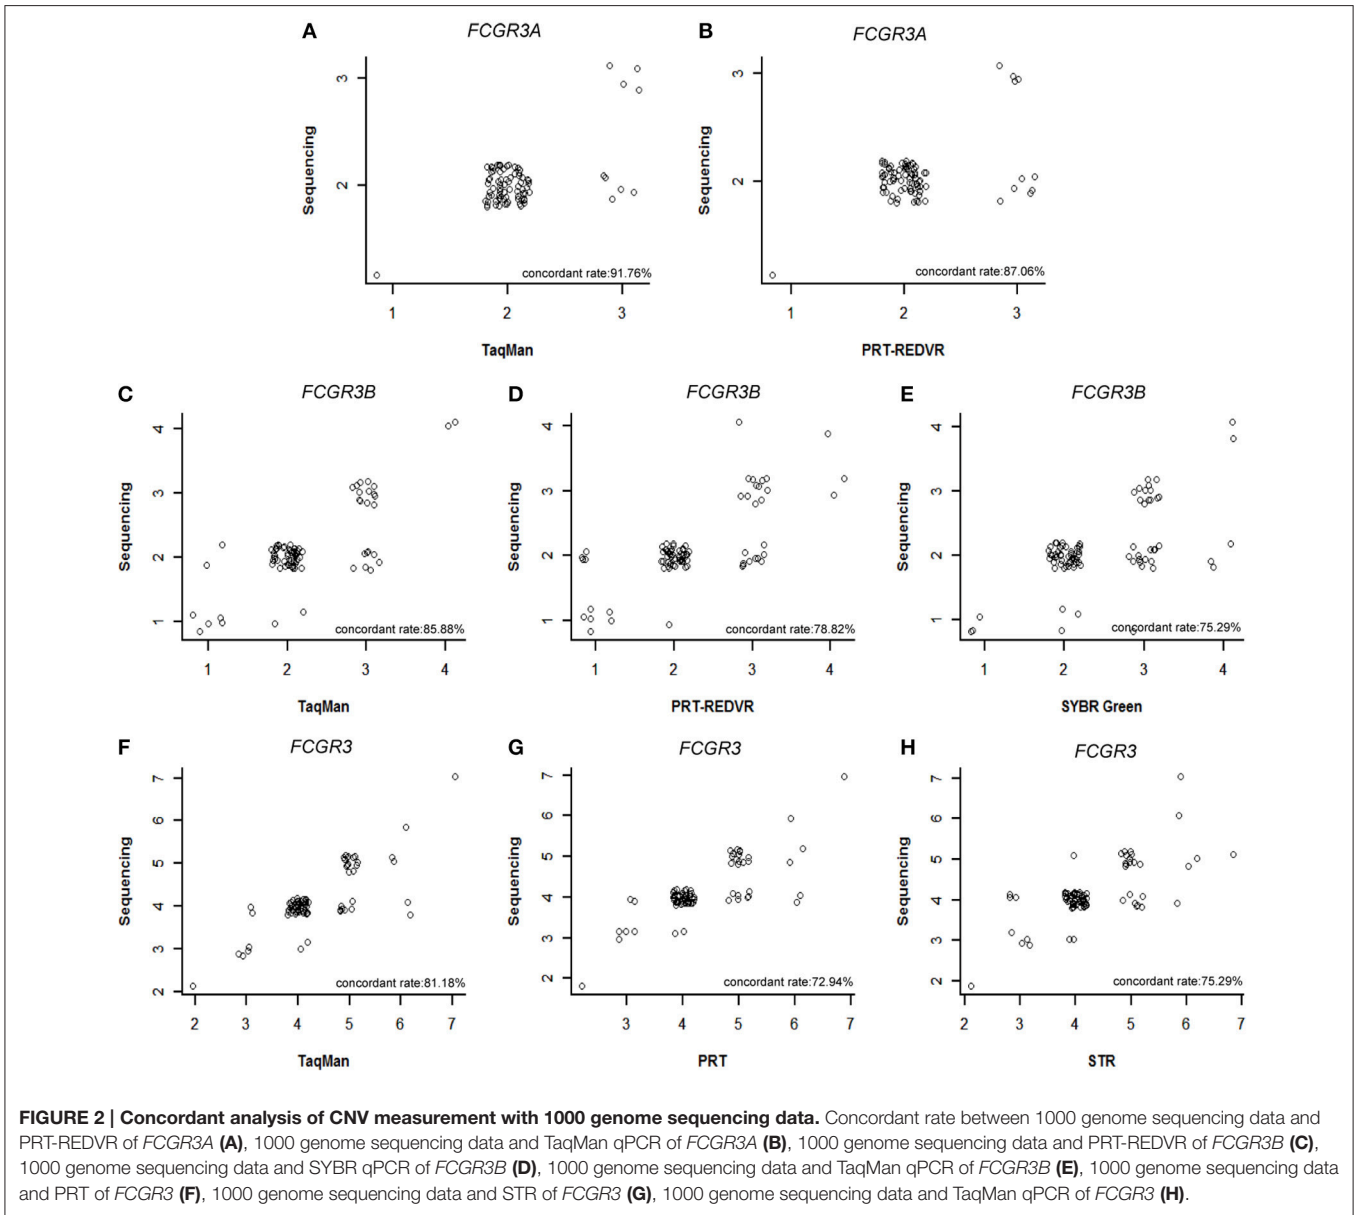 A
FCGR3A
Sequencing
3
2
concordant rate:91.76%
1 2 3
TaqMan
B
FCGR3A
Sequencing
3
2
concordant rate:87.06%
1 2 3
PRT-REDVR
C
FCGR3B
Sequencing
4
3
2
1
concordant rate:85.88%
1 2 3 4
TaqMan
D
FCGR3B
Sequencing
4
3
2
1
concordant rate:78.82%
1 2 3 4
PRT-REDVR
E
FCGR3B
Sequencing
4
3
2
1
concordant rate:75.29%
1 2 3 4
SYBR Green
F
FCGR3
Sequencing
7
6
5
4
3
2
concordant rate:81.18%
2 3 4 5 6 7
TaqMan
G
FCGR3
Sequencing
7
6
5
4
3
2
concordant rate:72.94%
3 4 5 6 7
PRT
H
FCGR3
Sequencing
7
6
5
4
3
2
concordant rate:75.29%
2 3 4 5 6 7
STR
FIGURE 2 | Concordant analysis of CNV measurement with 1000 genome sequencing data. Concordant rate between 1000 genome sequencing data and
PRT-REDVR of FCGR3A (A), 1000 genome sequencing data and TaqMan qPCR of FCGR3A (B), 1000 genome sequencing data and PRT-REDVR of FCGR3B (C),
1000 genome sequencing data and SYBR qPCR of FCGR3B (D), 1000 genome sequencing data and TaqMan qPCR of FCGR3B (E), 1000 genome sequencing data
and PRT of FCGR3 (F), 1000 genome sequencing data and STR of FCGR3 (G), 1000 genome sequencing data and TaqMan qPCR of FCGR3 (H).